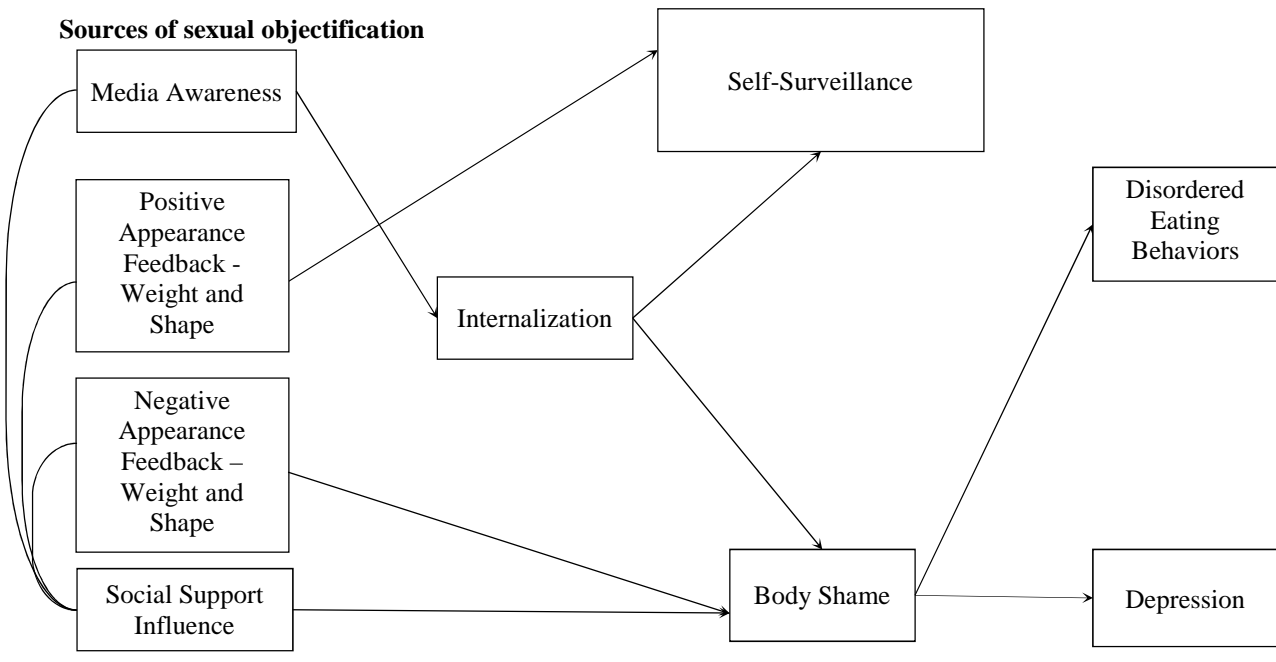 Sources of sexual objectification
Media Awareness
Self-Surveillance
Positive
Appearance
Feedback -
Weight and
Shape
Disordered
Eating
Behaviors
Internalization
Negative
Appearance
Feedback –
Weight and
Shape
Social Support
Influence
Body Shame
Depression